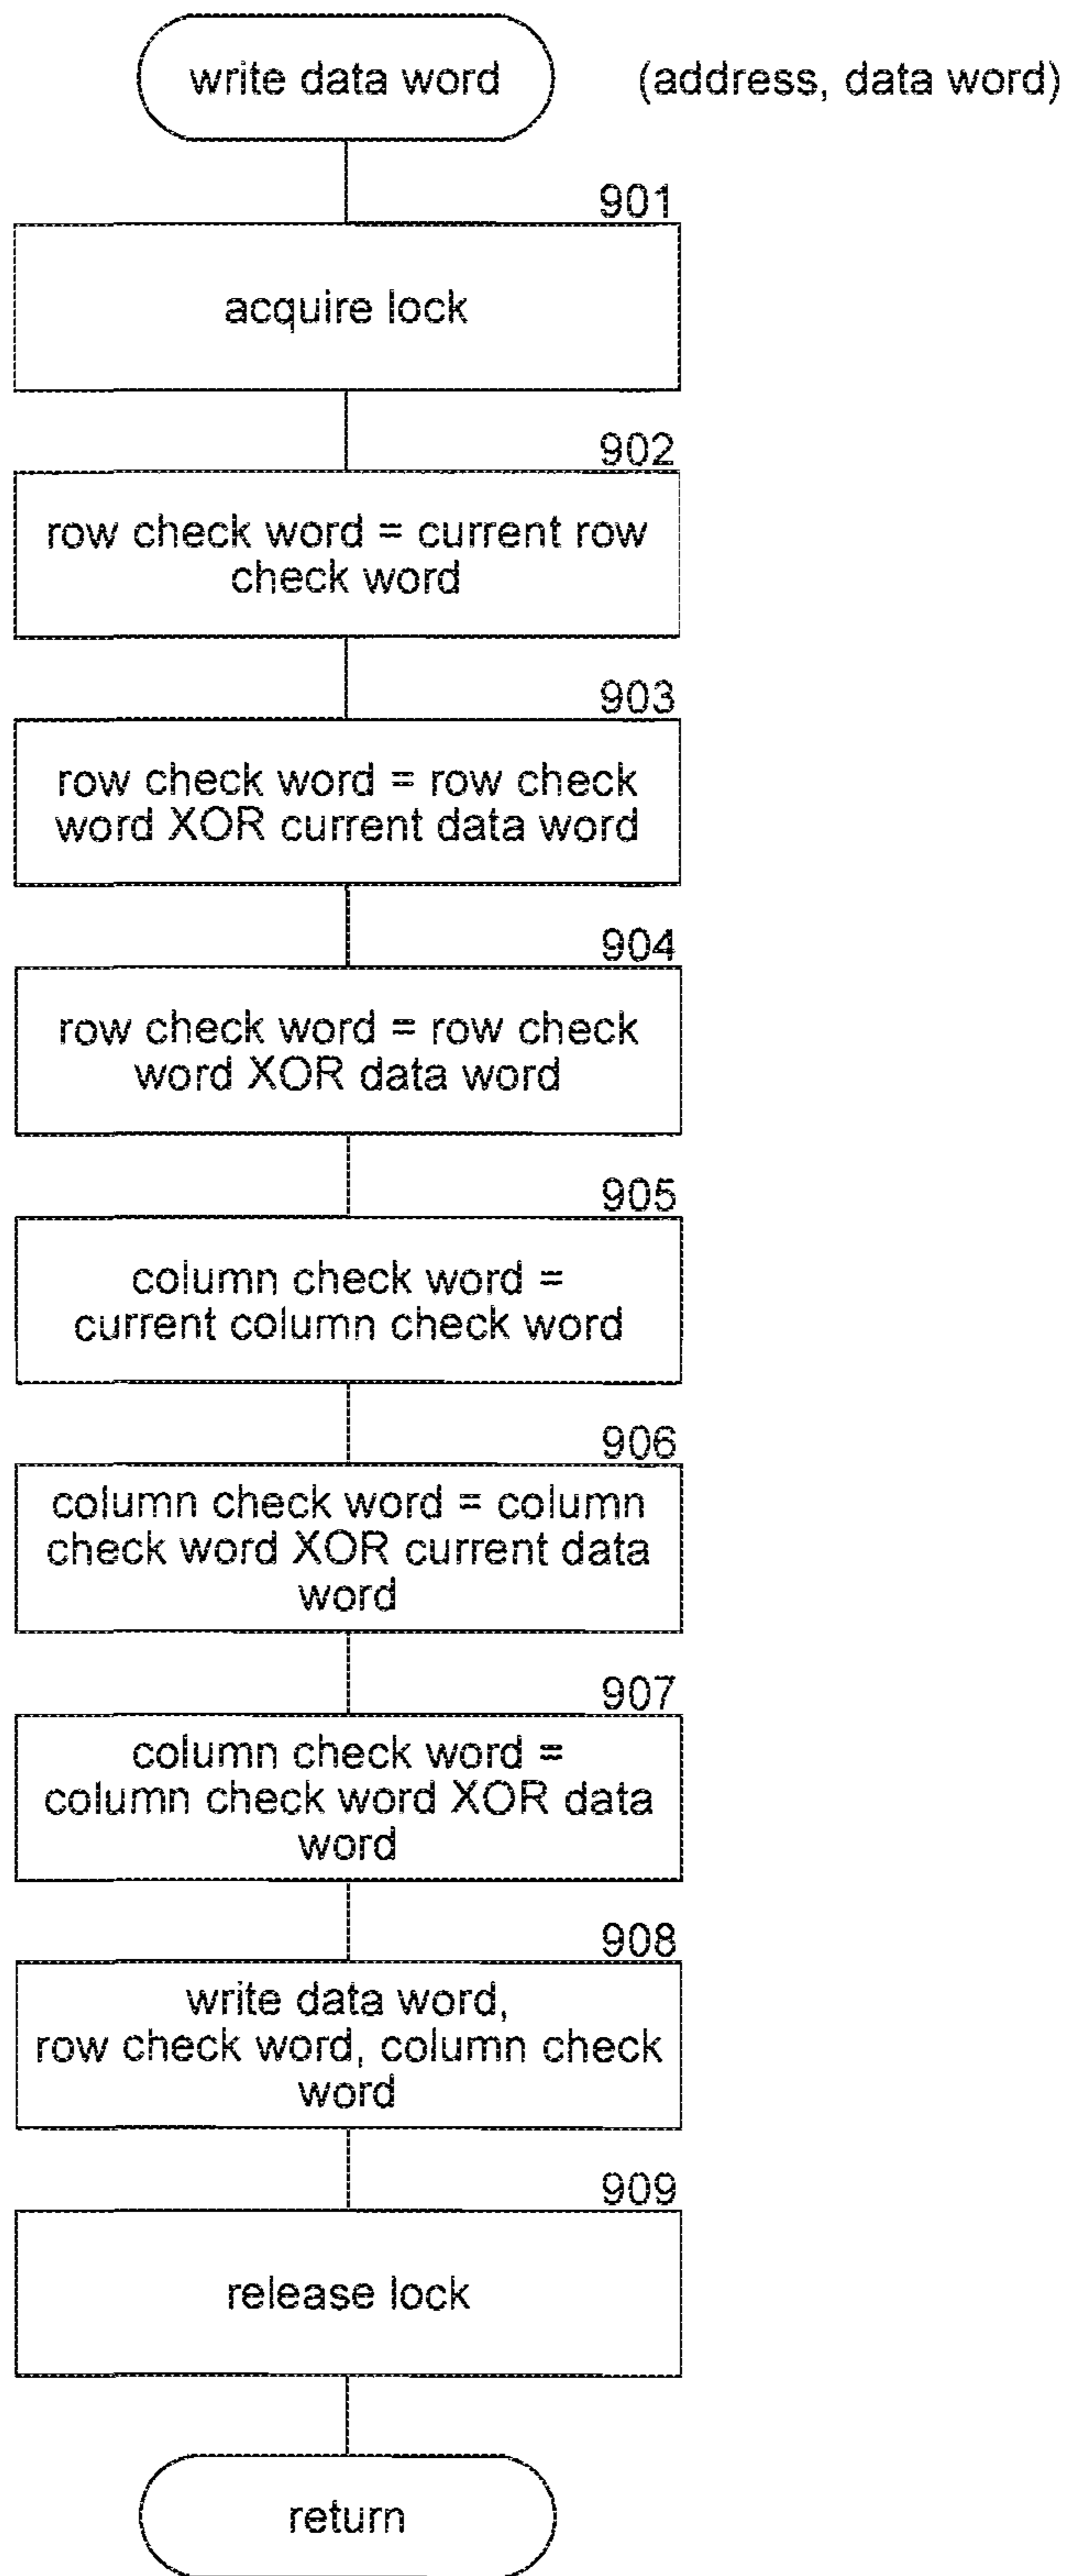 write data word (address, data word)
901
acquire lock
902
row check word = current row
check word
903
row check word = row check
word XOR current data word
904
row check word = row check
word XOR data word
905
column check word =
current column check word
906
column check word = column
check word XOR current data
word
907
column check word =
column check word XOR data
word
908
write data word,
row check word, column check
word
909
release lock
return